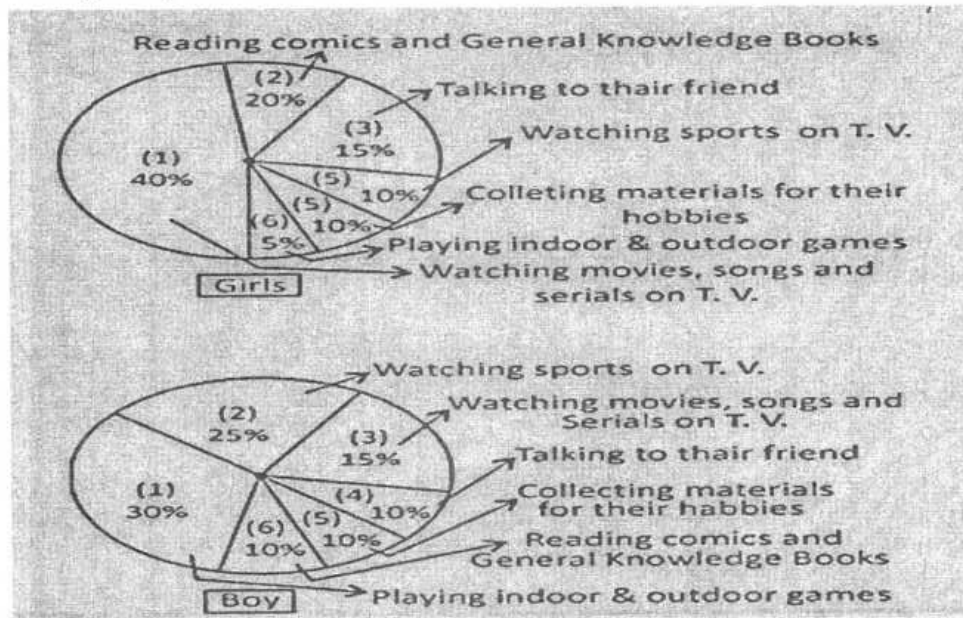 Reading comics and General Knowledge Books
(2)
20%
Talking to thair friend
(3)
15%
Watching sports on T. V.
(1)
40%
(5)
10%
Colleting materials for their
hobbies
(5)
10%
(6)
5%
Playing indoor & outdoor games
Watching movies, songs and
serials on T. V.
Girls
Watching sports on T. V.
(2)
25%
Watching movies, songs and
Serials on T. V.
(3)
15%
Talking to thair friend
(1)
30%
(4)
10%
Collecting materials
for their habbies
(5)
10%
(6)
10%
Reading comics and
General Knowledge Books
Boy
Playing indoor & outdoor games